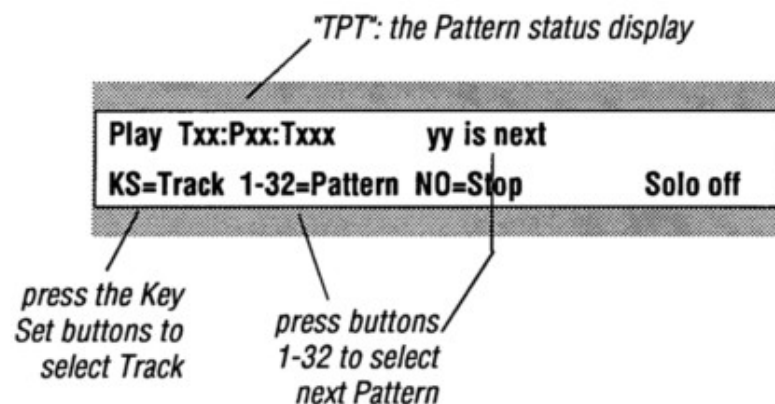 "TPT": the Pattern status display
Play Txx:Pxx:Txxx yy is next
KS=Track 1-32=Pattern NO=Stop Solo off
press the Key
Set buttons to
select Track
press buttons
1-32 to select
next Pattern